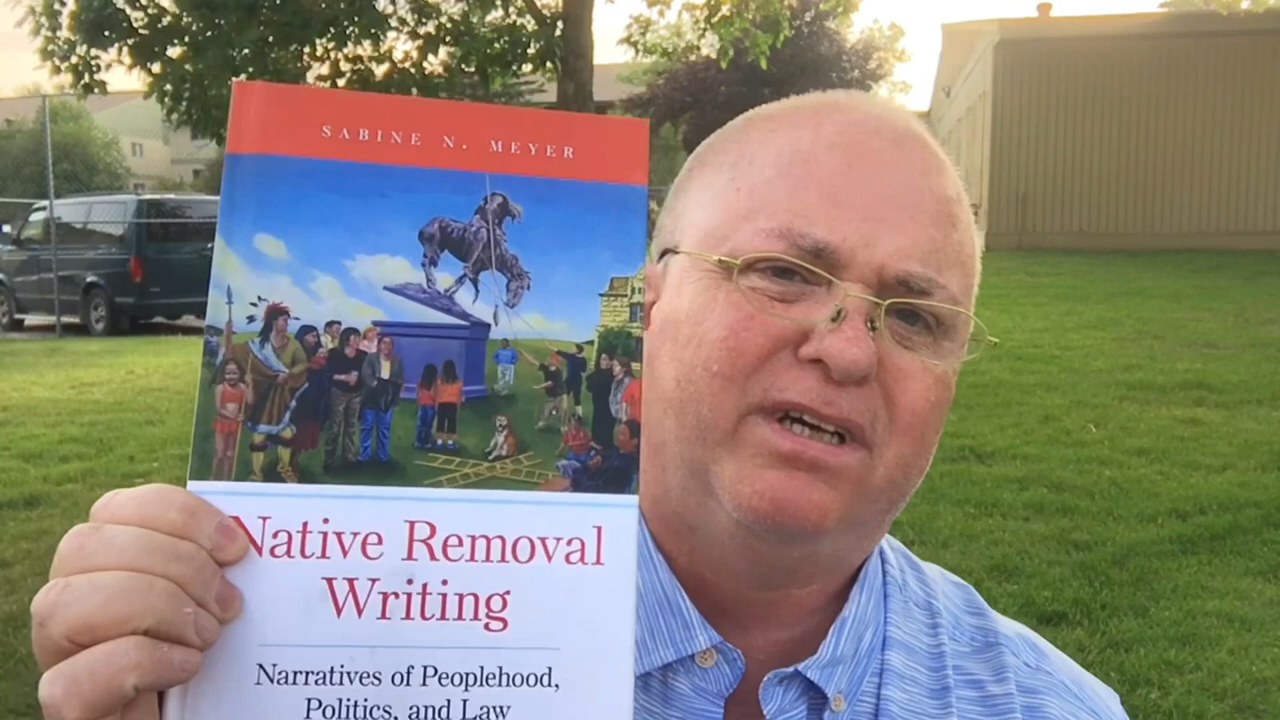 SABINE N. MEYER
Native Removal
Writing
Narratives of Peoplehood,
Politics, and Law